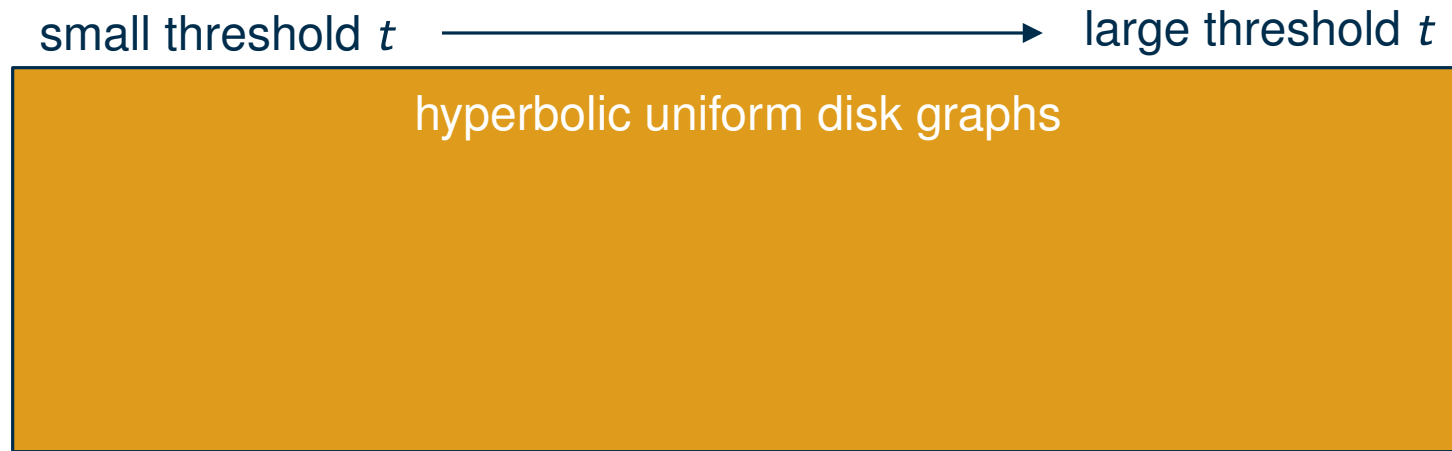 small threshold t large threshold t
hyperbolic uniform disk graphs